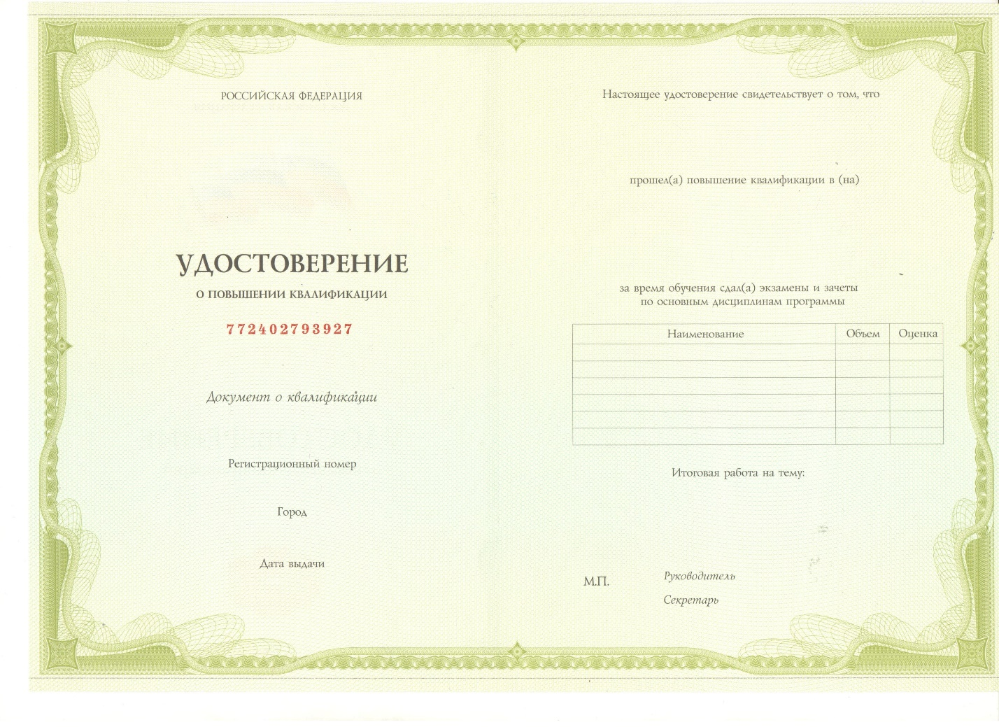 РОССИЙСКАЯ ФЕДЕРАЦИЯ
УДОСТОВЕРЕНИЕ
О ПОВЫШЕНИИ КВАЛИФИКАЦИИ
772402793927
Документ о квалификации
Регистрационный номер
Город
Дата выдачи
Настоящее удостоверение свидетельствует о том, что
прошел(а) повышение квалификации в (на)
за время обучения сдал(а) экзамены и зачеты
по основным дисциплинам программы
Наименование Объем Оценка
Итоговая работа на тему:
М.П.
Руководитель
Секретарь